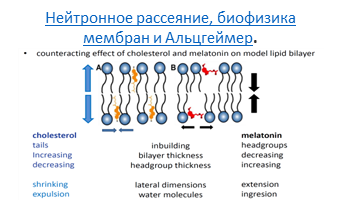 Нейтронное рассеяние, биофизика
мембран и Альцгеймер.
• counteracting effect of cholesterol and melatonin on model lipid bilayer
A B
cholesterol melatonin
tails inbuilding headgroups
Increasing bilayer thickness decreasing
decreasing headgroup thickness increasing
shrinking lateral dimensions extension
expulsion water molecules ingresion